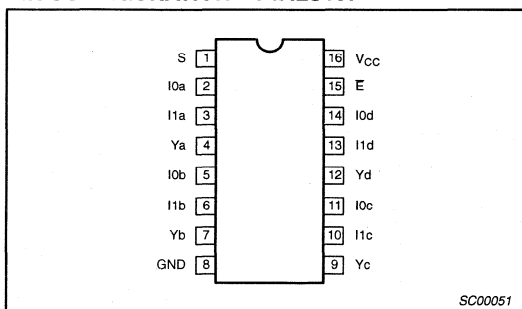 S 1 16 VCC
I0a 2 15 E̅
I1a 3 14 I0d
Ya 4 13 I1d
I0b 5 12 Yd
I1b 6 11 I0c
Yb 7 10 I1c
GND 8 9 Yc
SC00051